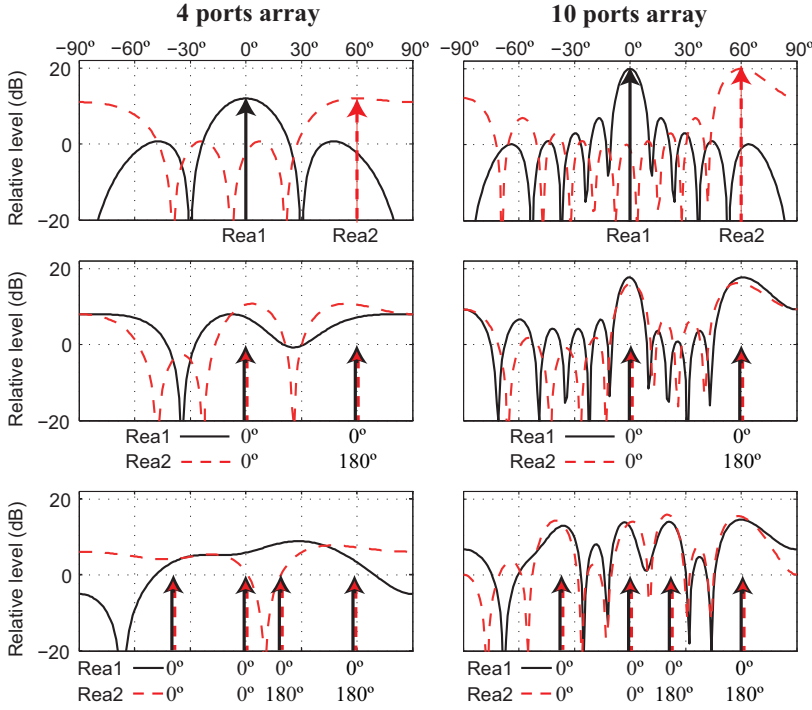 4 ports array 10 ports array
−90º −60º −30º 0º 30º 60º 90º −90º −60º −30º 0º 30º 60º 90º
Relative level (dB)
20
0
−20
Rea1 Rea2 Rea1 Rea2
Relative level (dB)
20
0
−20
Rea1 0º 0º Rea1 0º 0º
Rea2 0º 180º Rea2 0º 180º
Relative level (dB)
20
0
−20
Rea1 0º 0º 0º 0º Rea1 0º 0º 0º 0º
Rea2 0º 0º 180º 180º Rea2 0º 0º 180º 180º